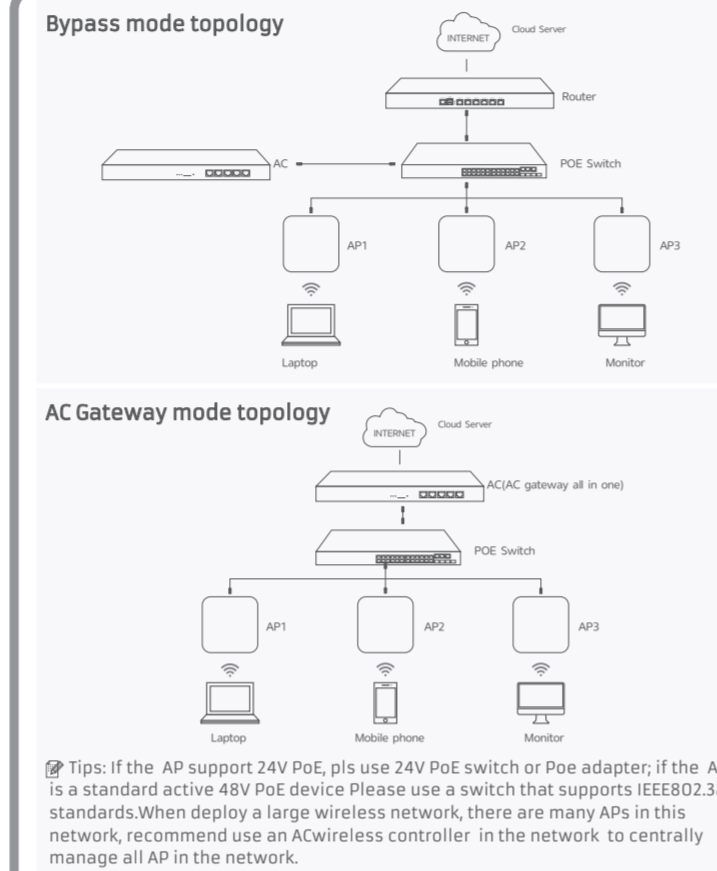 Bypass mode topology
INTERNET
Cloud Server
Router
AC
POE Switch
AP1
AP2
AP3
Laptop
Mobile phone
Monitor
AC Gateway mode topology
INTERNET
Cloud Server
AC(AC gateway all in one)
POE Switch
AP1
AP2
AP3
Laptop
Mobile phone
Monitor
Tips: If the AP support 24V PoE, pls use 24V PoE switch or Poe adapter; if the
is a standard active 48V PoE device Please use a switch that supports
standards.When deploy a large wireless network, there are many APs in this
network, recommend use an ACwireless controller in the network to centrally
manage all AP in the network.